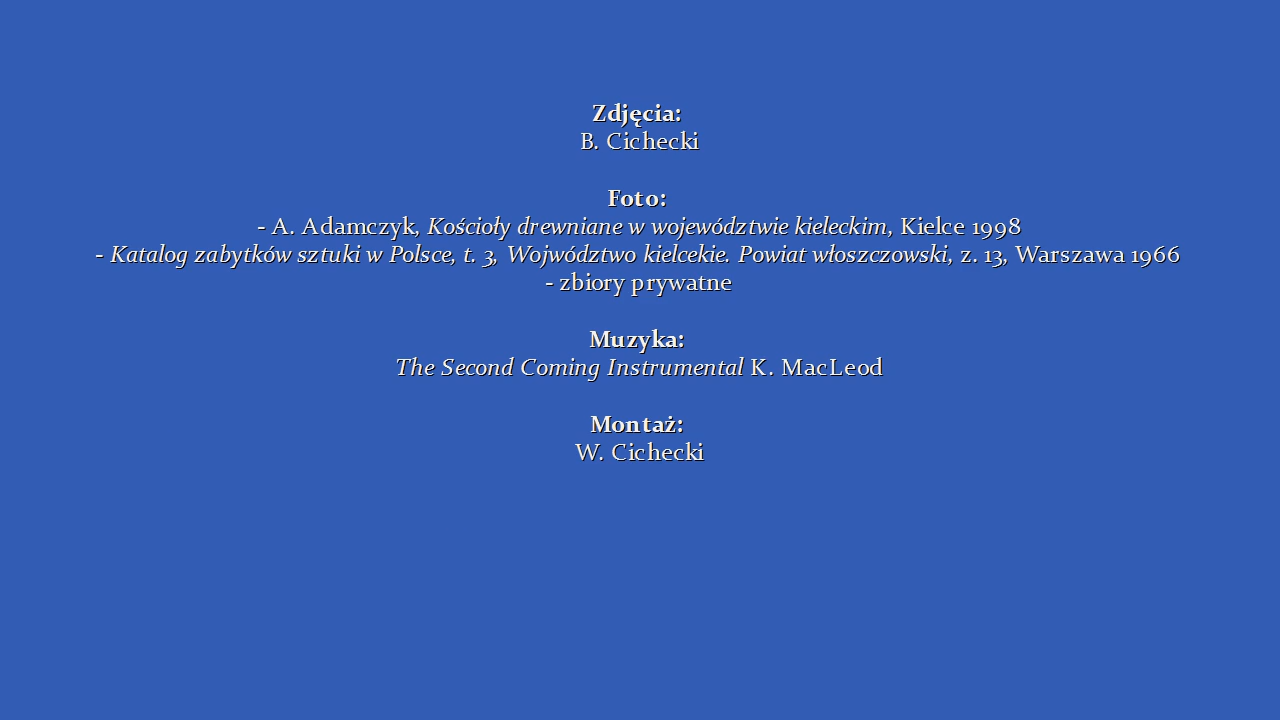 Zdjęcia:
B. Cichecki
Foto:
- A. Adamczyk, Kościoły drewniane w województwie kieleckim, Kielce 1998
- Katalog zabytków sztuki w Polsce, t. 3, Wojwództwo kielcekie. Powiat włoszczowski, z. 13, Warszawa 1966
- zbiory prywatne
Muzyka:
The Second Coming Instrumental K. MacLeod
Montaż:
W. Cichecki